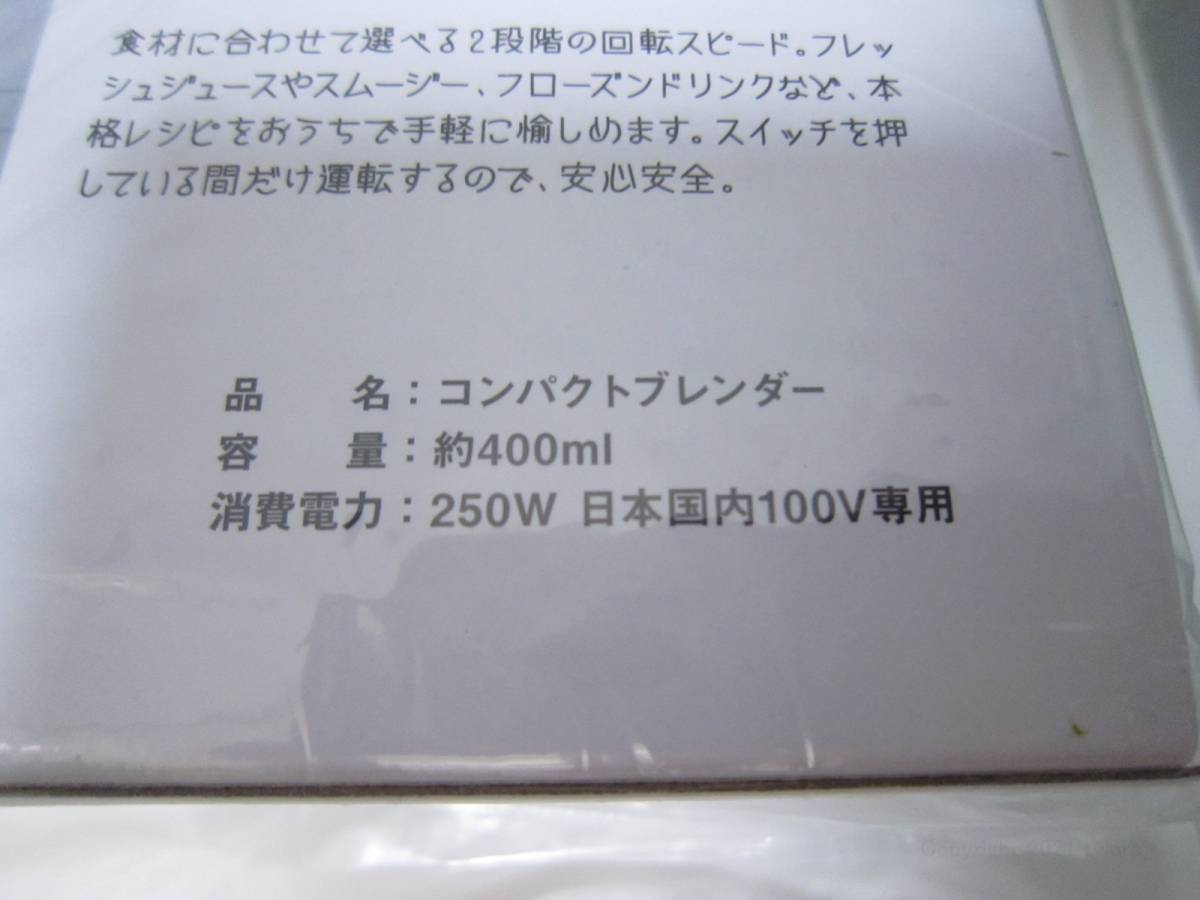 食材に合わせて選べる2段階の回転スピード。フレッ
シュジュースやスムージー、フローズンドリンクなど、本
格レシピをおうちで手軽に愉しめます。スイッチを押
している間だけ運転するので、安心安全。
品　　名：コンパクトブレンダー
容　　量：約400ml
消費電力：250W 日本国内100V専用